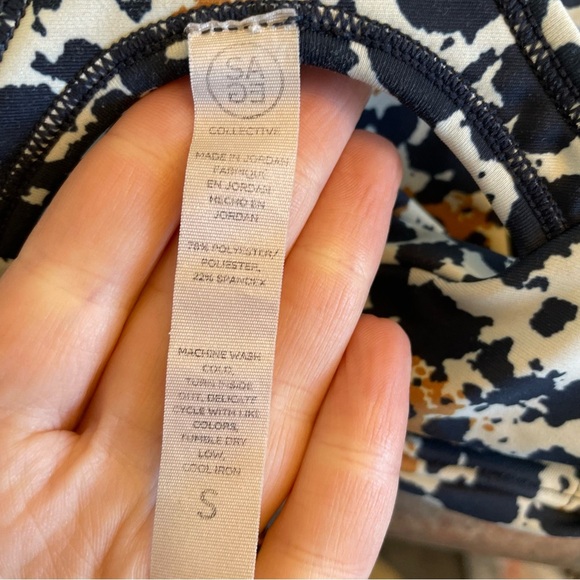 SA
GE
COLLECTIVE
MADE IN JORDAN
FABRIQUE
EN JORDAN
HECHO EN
JORDAN
78% POLYESTER/
POLIESTER,
22% SPANDEX
MACHINE WASH
COLD,
TURN INSIDE
OUT, DELICATE
CYCLE WITH LIKE
COLORS,
TUMBLE DRY
LOW,
COOL IRON
S